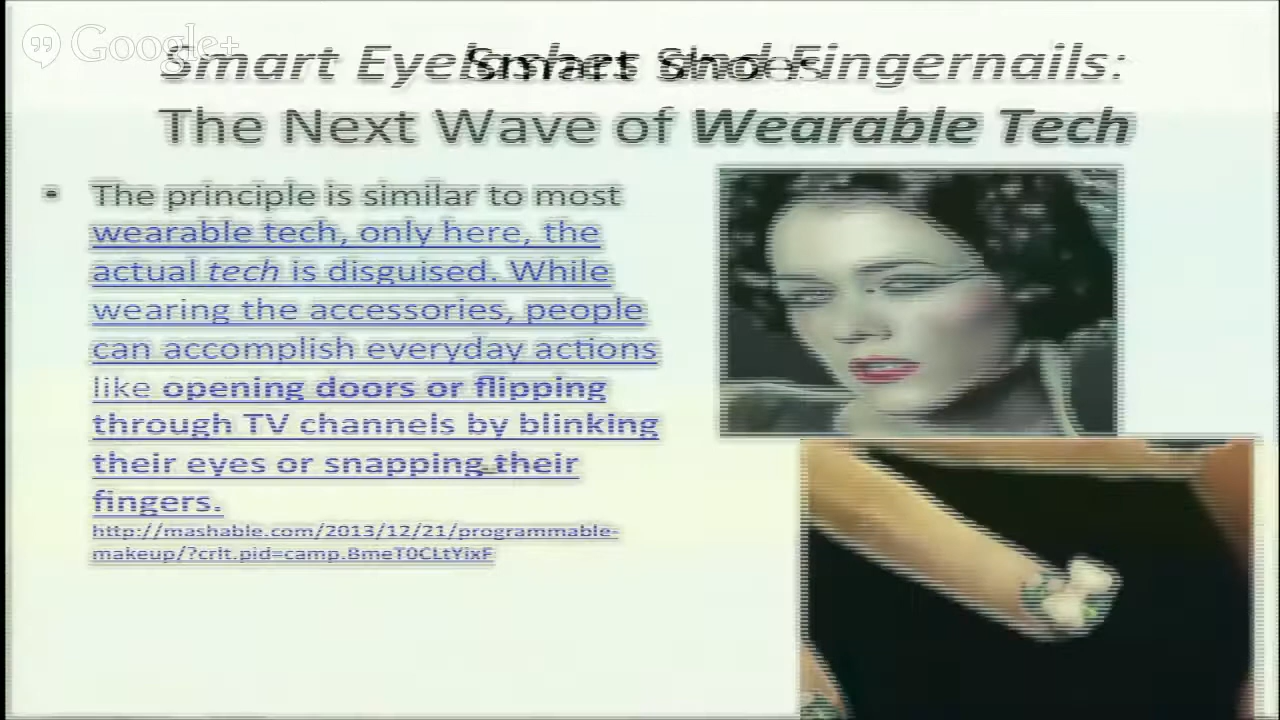 Google+
Smart Eyelashes and Fingernails:
Smart Shoes
The Next Wave of Wearable Tech
• The principle is similar to most
wearable tech, only here, the
actual tech is disguised. While
wearing the accessories, people
can accomplish everyday actions
like opening doors or flipping
through TV channels by blinking
their eyes or snapping their
fingers.
http://mashable.com/2013/12/21/programmable-
makeup/?crlt.pid=camp.BmeT0CLtYixF